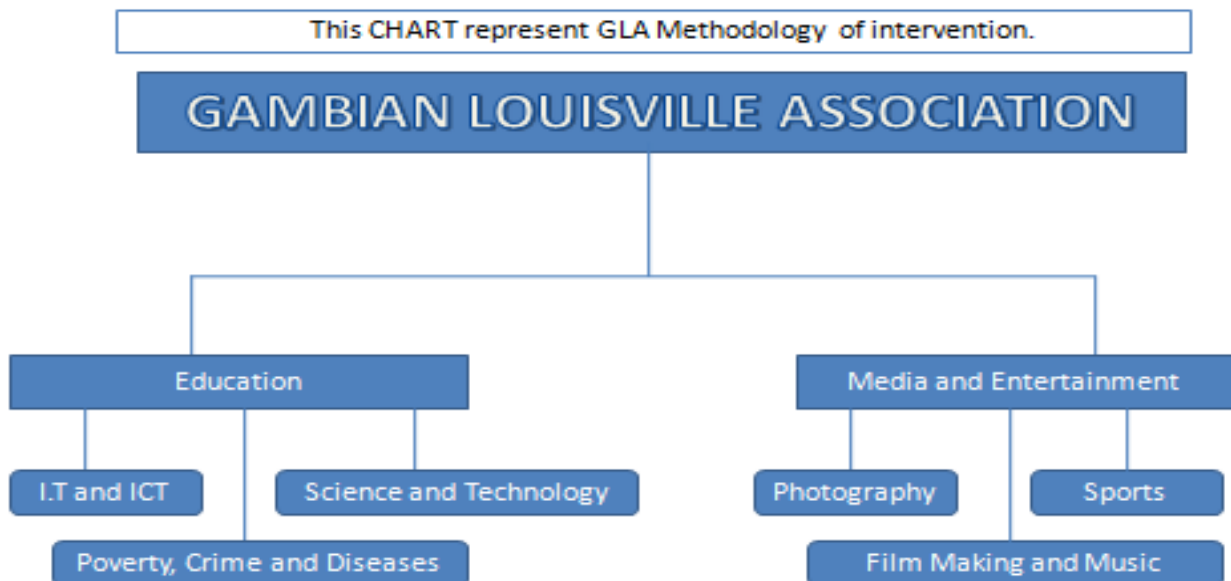 This CHART represent GLA Methodology of intervention.
GAMBIAN LOUISVILLE ASSOCIATION
Education
Media and Entertainment
I.T and ICT
Science and Technology
Photography
Sports
Poverty, Crime and Diseases
Film Making and Music